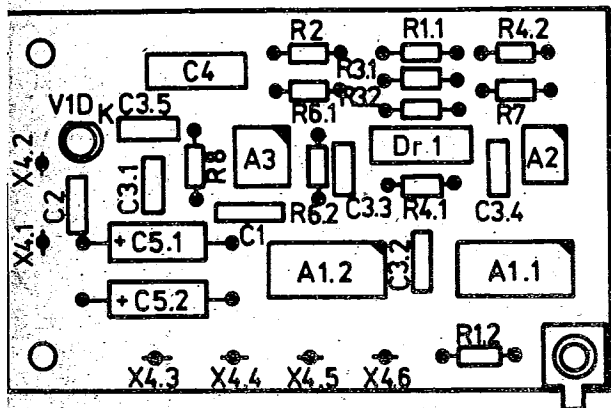 R2
R1.1
R4.2
C4
R3.1
R3.2
R6.1
R7
V1D
K
C3.5
X4.2
C3.1
R8
A3
Dr.1
A2
C2
C1
R6.2
C3.3
R4.1
C3.4
X4.1
+C5.1
A1.2
C3.2
A1.1
+C5.2
R1.2
X4.3
X4.4
X4.5
X4.6